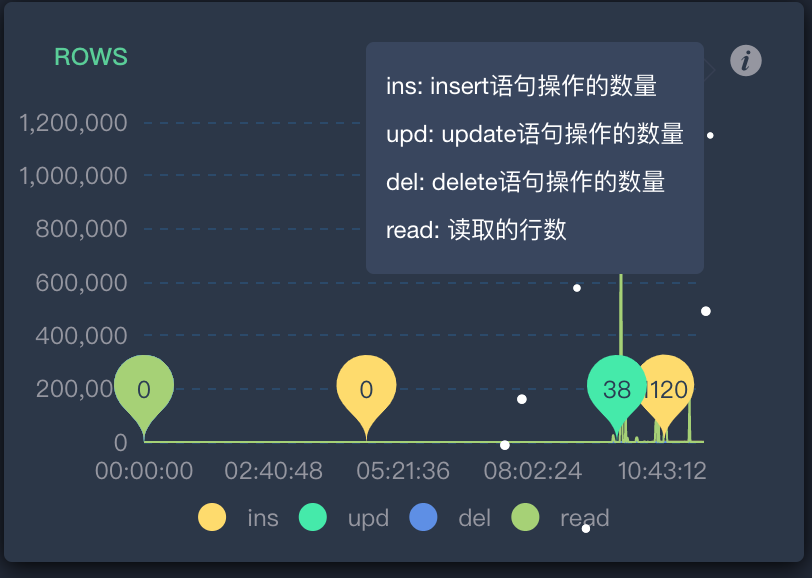 ROWS
i
ins: insert语句操作的数量
upd: update语句操作的数量
del: delete语句操作的数量
read: 读取的行数
1,200,000
1,000,000
800,000
600,000
400,000
200,00
0
0
0
38
1120
00:00:00 02:40:48 05:21:36 08:02:24 10:43:12
ins upd del read